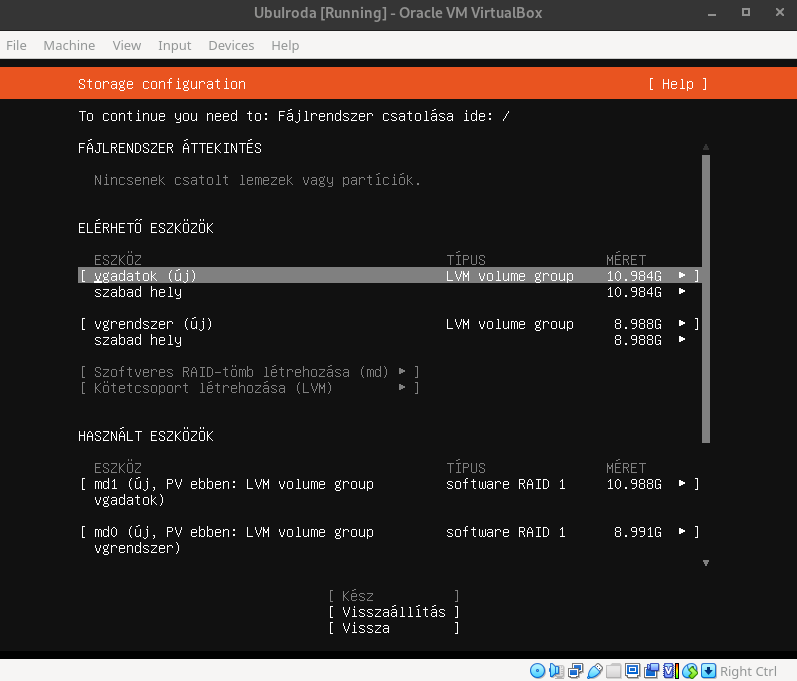 UbuIroda [Running] - Oracle VM VirtualBox
File Machine View Input Devices Help
Storage configuration [ Help ]
To continue you need to: Fájlrendszer csatolása ide: /
FÁJLRENDSZER ÁTTEKINTÉS
Nincsenek csatolt lemezek vagy partíciók.
ELÉRHETŐ ESZKÖZÖK
ESZKÖZ TÍPUS MÉRET
[ vgadatok (új) LVM volume group 10.984G ▸ ]
szabad hely 10.984G ▸
[ vgrendszer (új) LVM volume group 8.988G ▸ ]
szabad hely 8.988G ▸
[ Szoftveres RAID-tömb létrehozása (md) ▸ ]
[ Kötetcsoport létrehozása (LVM) ▸ ]
HASZNÁLT ESZKÖZÖK
ESZKÖZ TÍPUS MÉRET
[ md1 (új, PV ebben: LVM volume group software RAID 1 10.988G ▸ ]
vgadatok)
[ md0 (új, PV ebben: LVM volume group software RAID 1 8.991G ▸ ]
vgrendszer)
[ Kész ]
[ Visszaállítás ]
[ Vissza ]
Right Ctrl